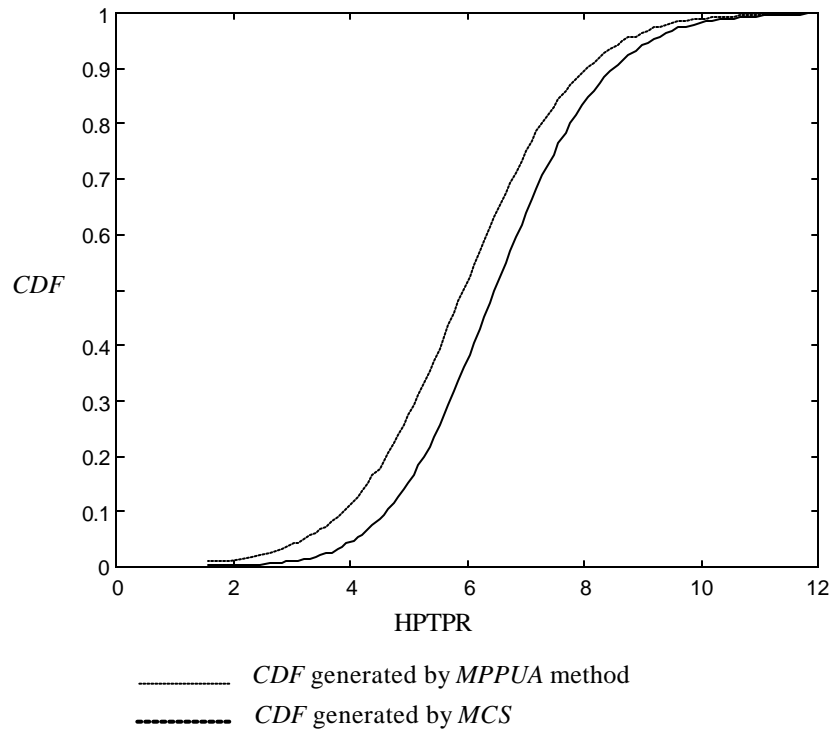 1
0.9
0.8
0.7
0.6
CDF
0.4
0.3
0.2
0.1
0
0 2 4 6 8 10 12
HPTPR
CDF generated by MPPUA method
CDF generated by MCS